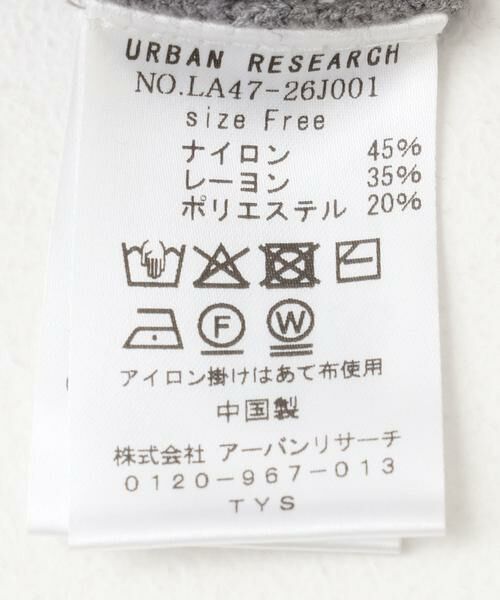 URBAN RESEARCH
NO.LA47-26J001
size Free
ナイロン 45%
レーヨン 35%
ポリエステル 20%
F W
アイロン掛けはあて布使用
中国製
株式会社 アーバンリサーチ
0120-967-013
TYS